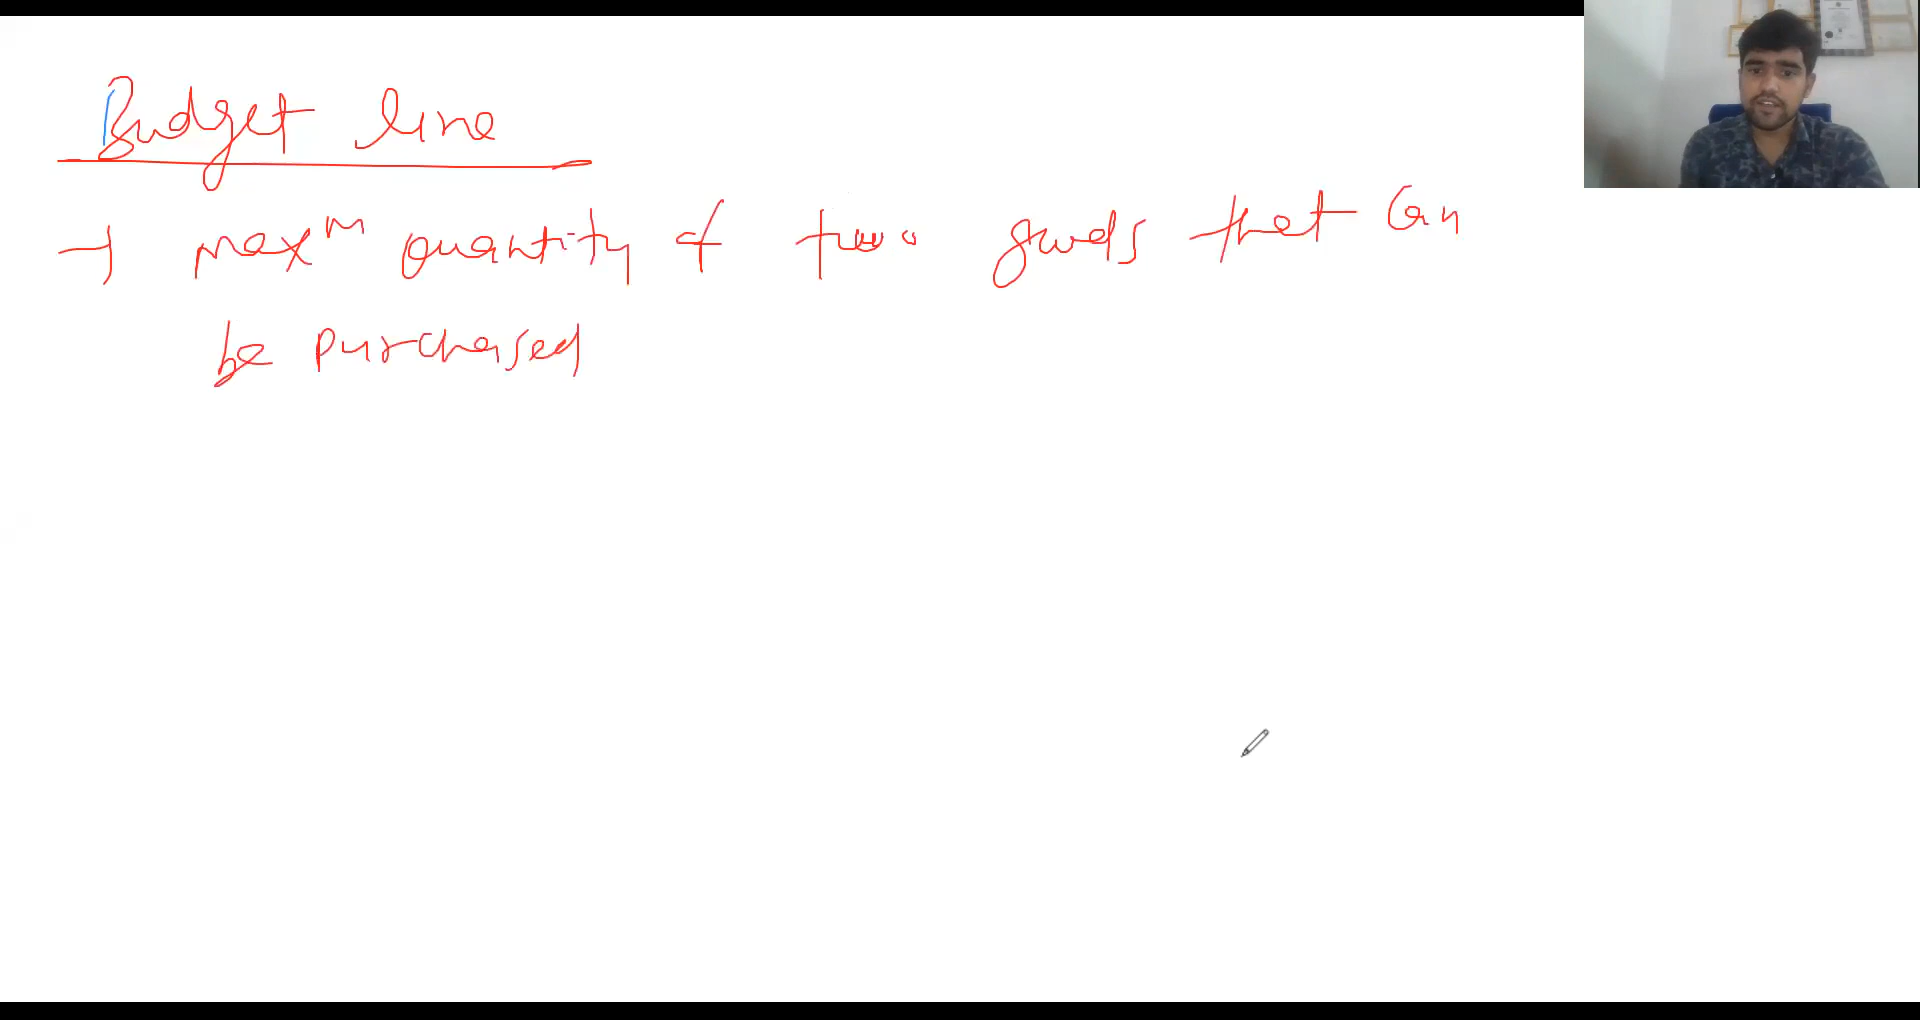 Budget line
→ maxᵐ quantity of two goods that can
be purchased